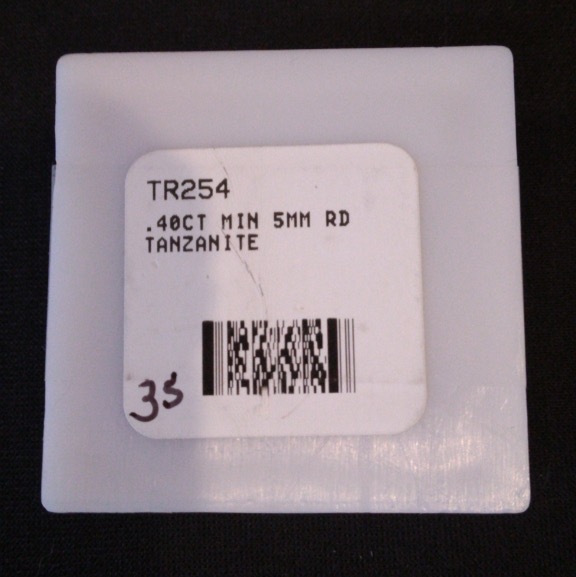 TR254
.40CT MIN 5MM RD
TANZANITE
35